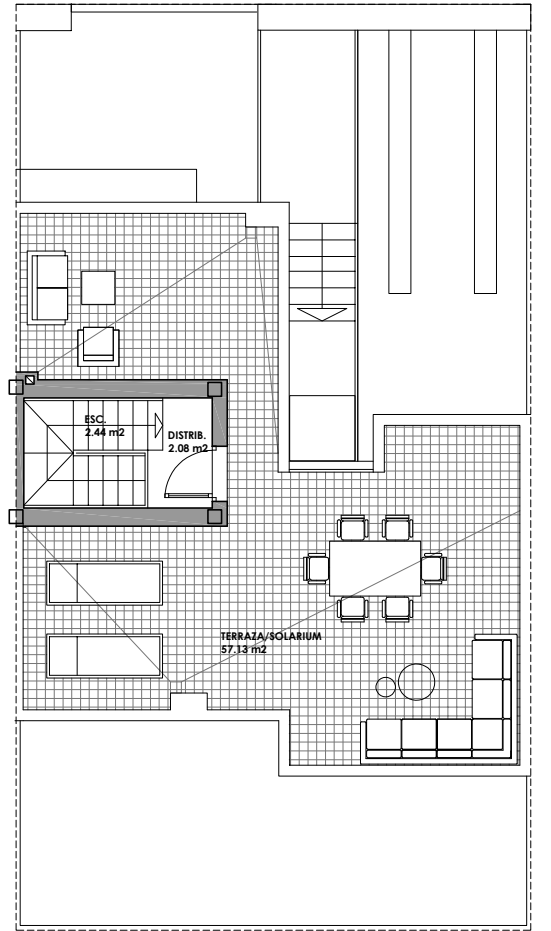 ESC.
2.44 m2
DISTRIB.
2.08 m2
TERRAZA/SOLARIUM
57.13 m2